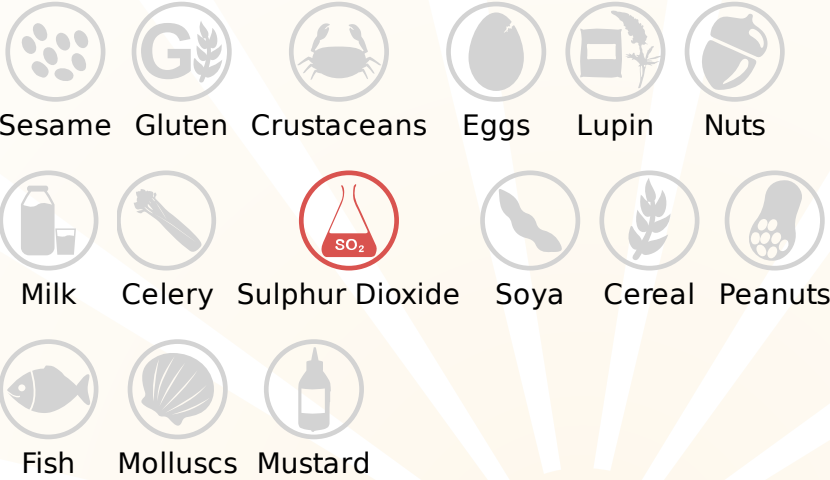 G
Sesame Gluten Crustaceans Eggs Lupin Nuts
SO₂
Milk Celery Sulphur Dioxide Soya Cereal Peanuts
Fish Molluscs Mustard